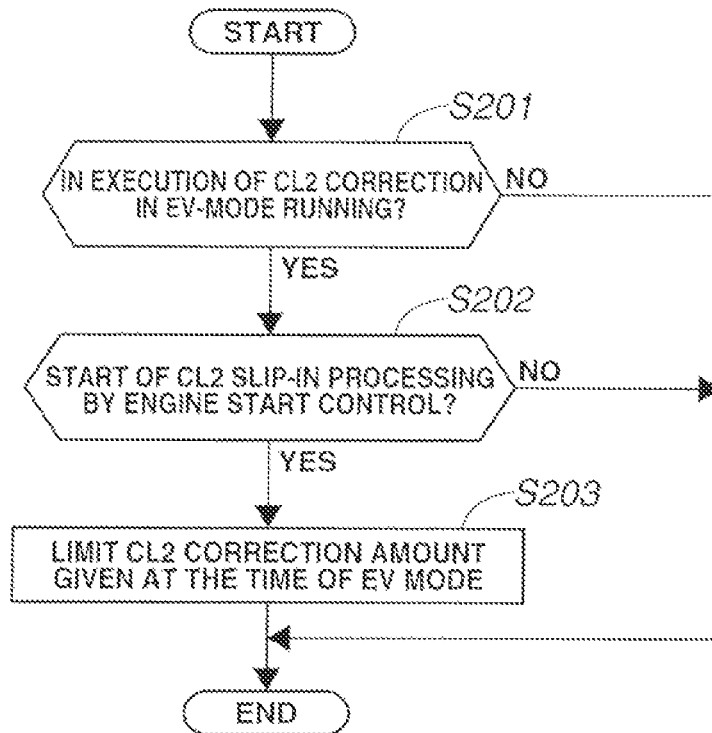 START
S201
IN EXECUTION OF CL2 CORRECTION
IN EV-MODE RUNNING?
NO
YES
S202
START OF CL2 SLIP-IN PROCESSING
BY ENGINE START CONTROL?
NO
YES
S203
LIMIT CL2 CORRECTION AMOUNT
GIVEN AT THE TIME OF EV MODE
END